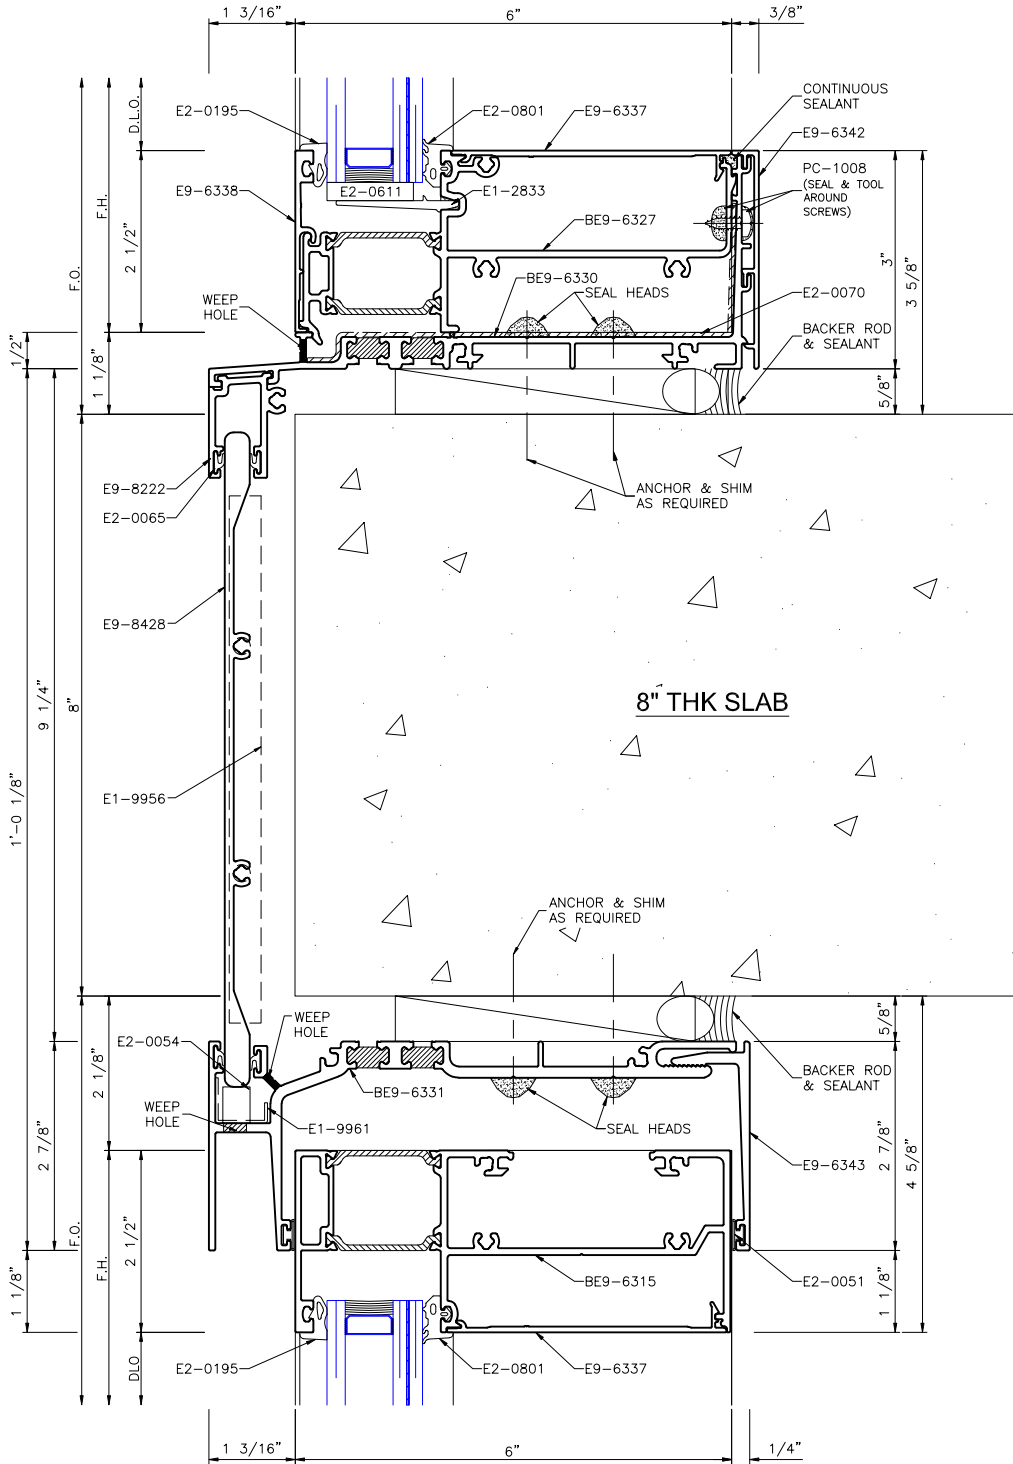 1 3/16"
6"
3/8"
D.L.O.
F.H.
F.O.
2 1/2"
1/2"
1 1/8"
E2-0195
E2-0801
E9-6337
CONTINUOUS
SEALANT
E9-6342
PC-1008
(SEAL & TOOL
AROUND
SCREWS)
E9-6338
E2-0611
E1-2833
BE9-6327
BE9-6330
SEAL HEADS
E2-0070
WEEP
HOLE
BACKER ROD
& SEALANT
3"
3 5/8"
5/8"
E9-8222
E2-0065
ANCHOR & SHIM
AS REQUIRED
E9-8428
8" THK SLAB
9 1/4"
8"
1'-0 1/8"
E1-9956
ANCHOR & SHIM
AS REQUIRED
E2-0054
WEEP
HOLE
WEEP
HOLE
BE9-6331
E1-9961
SEAL HEADS
BACKER ROD
& SEALANT
E9-6343
5/8"
2 7/8"
4 5/8"
1 1/8"
2 1/8"
2 7/8"
F.O.
F.H.
2 1/2"
1 1/8"
DLO
BE9-6315
E2-0051
E2-0195
E2-0801
E9-6337
1 3/16"
6"
1/4"